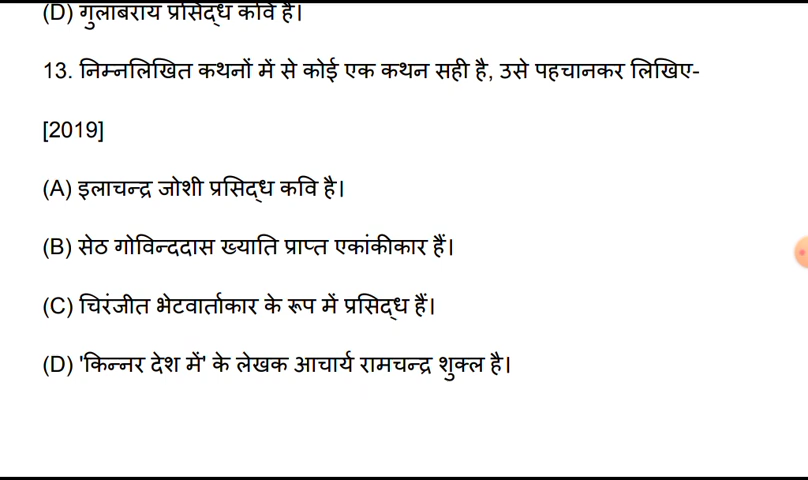 (D) गुलाबराय प्रसिद्ध कवि हैं।
13. निम्नलिखित कथनों में से कोई एक कथन सही है, उसे पहचानकर लिखिए-
[2019]
(A) इलाचन्द्र जोशी प्रसिद्ध कवि है।
(B) सेठ गोविन्ददास ख्याति प्राप्त एकांकीकार हैं।
(C) चिरंजीत भेटवार्ताकार के रूप में प्रसिद्ध हैं।
(D) 'किन्नर देश में' के लेखक आचार्य रामचन्द्र शुक्ल है।